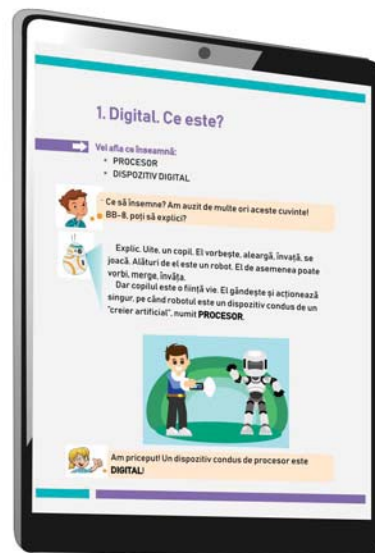 1. Digital. Ce este?
Vei afla ce înseamnă:
• PROCESOR
• DISPOZITIV DIGITAL
- Ce să însemne? Am auzit de multe ori aceste cuvinte!
BB-8, poți să explici?
Explic. Uite, un copil. El vorbește, aleargă, învață, se
joacă. Alături de el este un robot. El de asemenea poate
vorbi, merge, învăța.
Dar copilul este o ființă vie. El gândește și acționează
singur, pe când robotul este un dispozitiv condus de un
"creier artificial", numit PROCESOR.
Am priceput! Un dispozitiv condus de procesor este
DIGITAL!